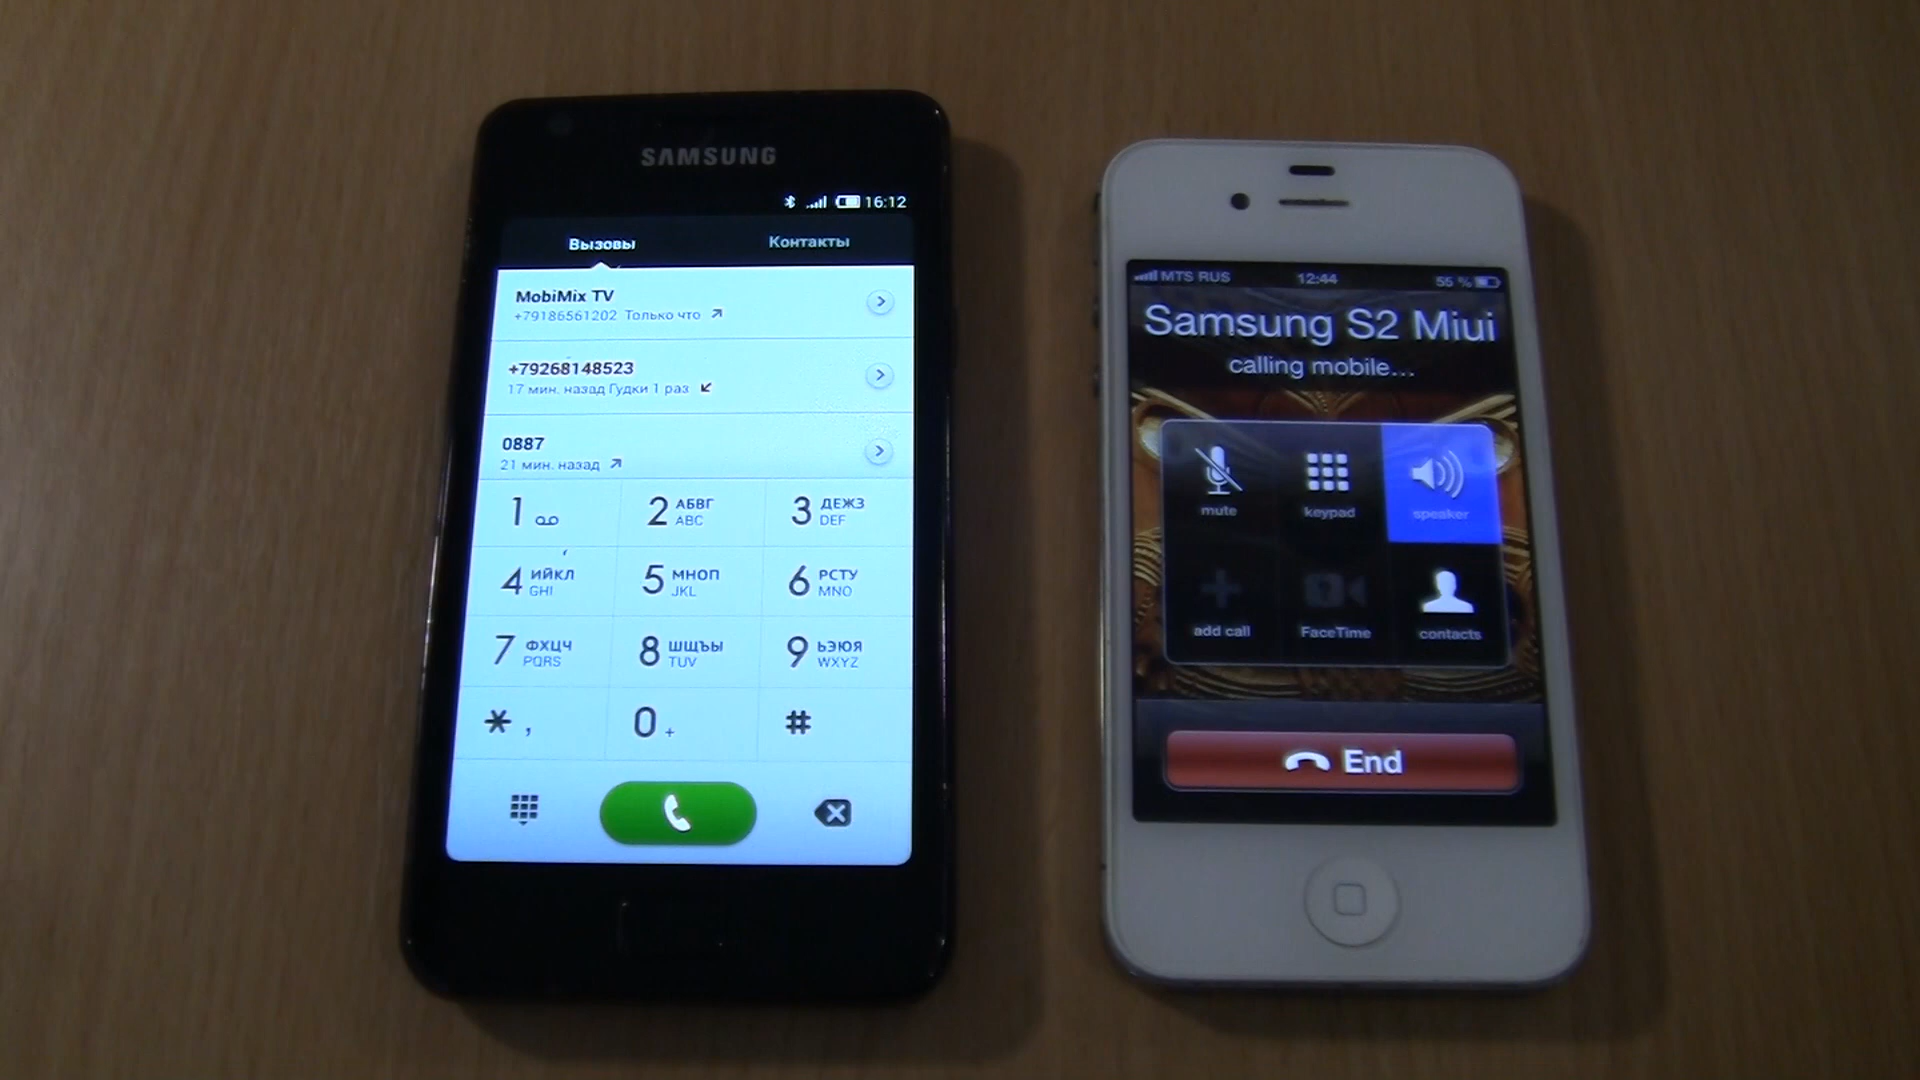 SAMSUNG
16:12
Вызовы
Контакты
MobiMix TV
+79186561202 Только что
+79268148523
17 мин. назад Гудки 1 раз
0887
21 мин. назад
1
2 АБВГ
ABC
3 ДЕЖЗ
DEF
4 ИЙКЛ
GHI
5 МНОП
JKL
6 РСТУ
MNO
7 ФХЦЧ
PQRS
8 ШЩЪЫ
TUV
9 ЬЭЮЯ
WXYZ
* ,
0 +
#
MTS RUS 12:44 55 %
Samsung S2 Miui
calling mobile...
mute
keypad
speaker
add call
FaceTime
contacts
End